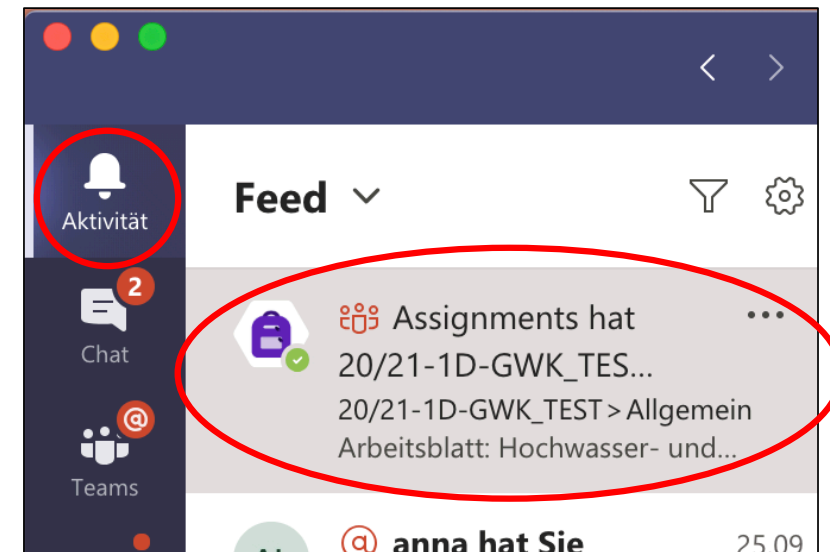 Aktivität
Feed
2
Chat
Assignments hat
20/21-1D-GWK_TES...
20/21-1D-GWK_TEST > Allgemein
Arbeitsblatt: Hochwasser- und...
@
Teams
@ anna hat Sie
25.09